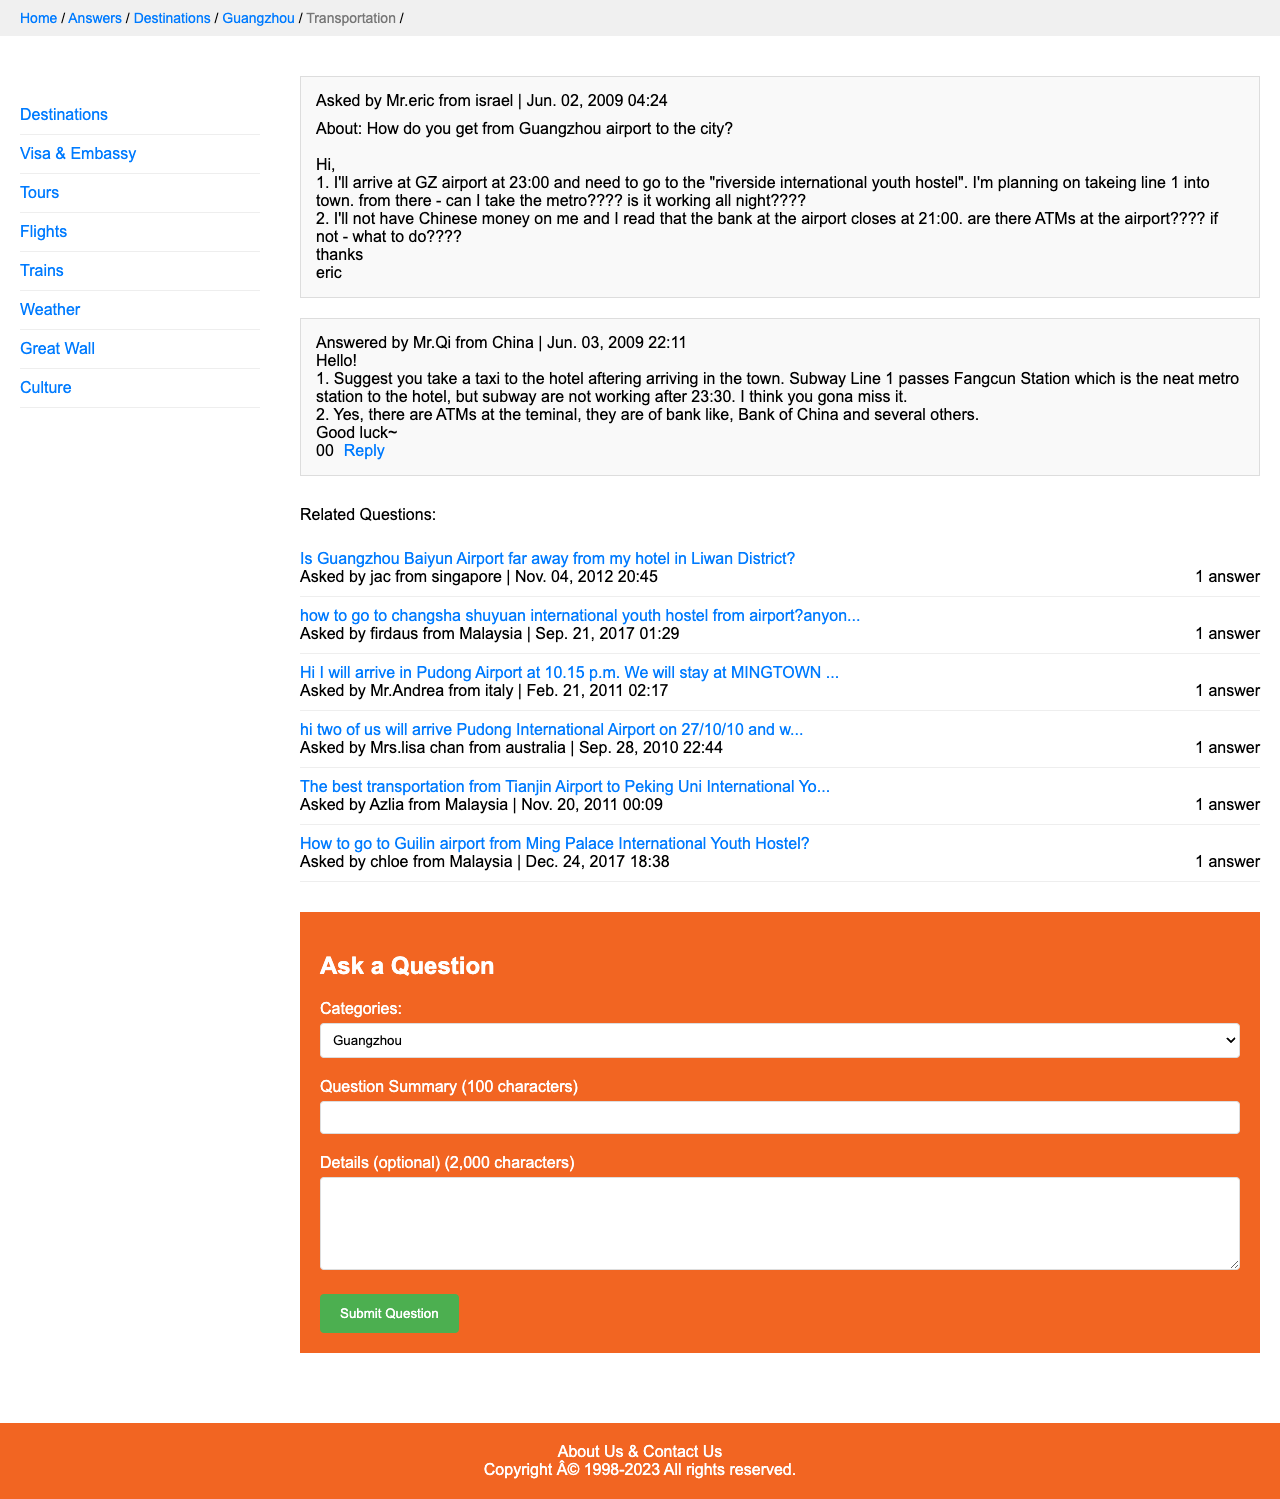 Home / Answers / Destinations / Guangzhou / Transportation /
Destinations
Visa & Embassy
Tours
Flights
Trains
Weather
Great Wall
Culture
Asked by Mr.eric from israel | Jun. 02, 2009 04:24
About: How do you get from Guangzhou airport to the city?
Hi,
1. I'll arrive at GZ airport at 23:00 and need to go to the "riverside international youth hostel". I'm planning on takeing line 1 into
town. from there - can I take the metro???? is it working all night????
2. I'll not have Chinese money on me and I read that the bank at the airport closes at 21:00. are there ATMs at the airport???? if
not - what to do????
thanks
eric
Answered by Mr.Qi from China | Jun. 03, 2009 22:11
Hello!
1. Suggest you take a taxi to the hotel aftering arriving in the town. Subway Line 1 passes Fangcun Station which is the neat metro
station to the hotel, but subway are not working after 23:30. I think you gona miss it.
2. Yes, there are ATMs at the teminal, they are of bank like, Bank of China and several others.
Good luck~
00 Reply
Related Questions:
Is Guangzhou Baiyun Airport far away from my hotel in Liwan District?
Asked by jac from singapore | Nov. 04, 2012 20:45 1 answer
how to go to changsha shuyuan international youth hostel from airport?anyon...
Asked by firdaus from Malaysia | Sep. 21, 2017 01:29 1 answer
Hi I will arrive in Pudong Airport at 10.15 p.m. We will stay at MINGTOWN ...
Asked by Mr.Andrea from italy | Feb. 21, 2011 02:17 1 answer
hi two of us will arrive Pudong International Airport on 27/10/10 and w...
Asked by Mrs.lisa chan from australia | Sep. 28, 2010 22:44 1 answer
The best transportation from Tianjin Airport to Peking Uni International Yo...
Asked by Azlia from Malaysia | Nov. 20, 2011 00:09 1 answer
How to go to Guilin airport from Ming Palace International Youth Hostel?
Asked by chloe from Malaysia | Dec. 24, 2017 18:38 1 answer
Ask a Question
Categories:
Guangzhou
Question Summary (100 characters)
Details (optional) (2,000 characters)
Submit Question
About Us & Contact Us
Copyright Â© 1998-2023 All rights reserved.